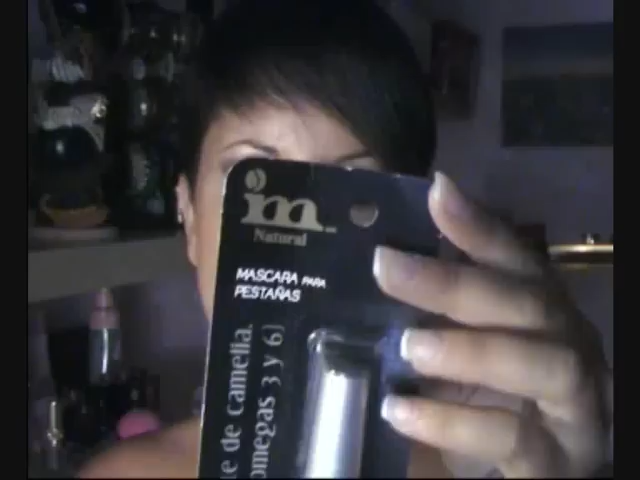 im
Natural
MASCARA PARA
PESTAÑAS
e de camelia.
omegas 3 y 6)